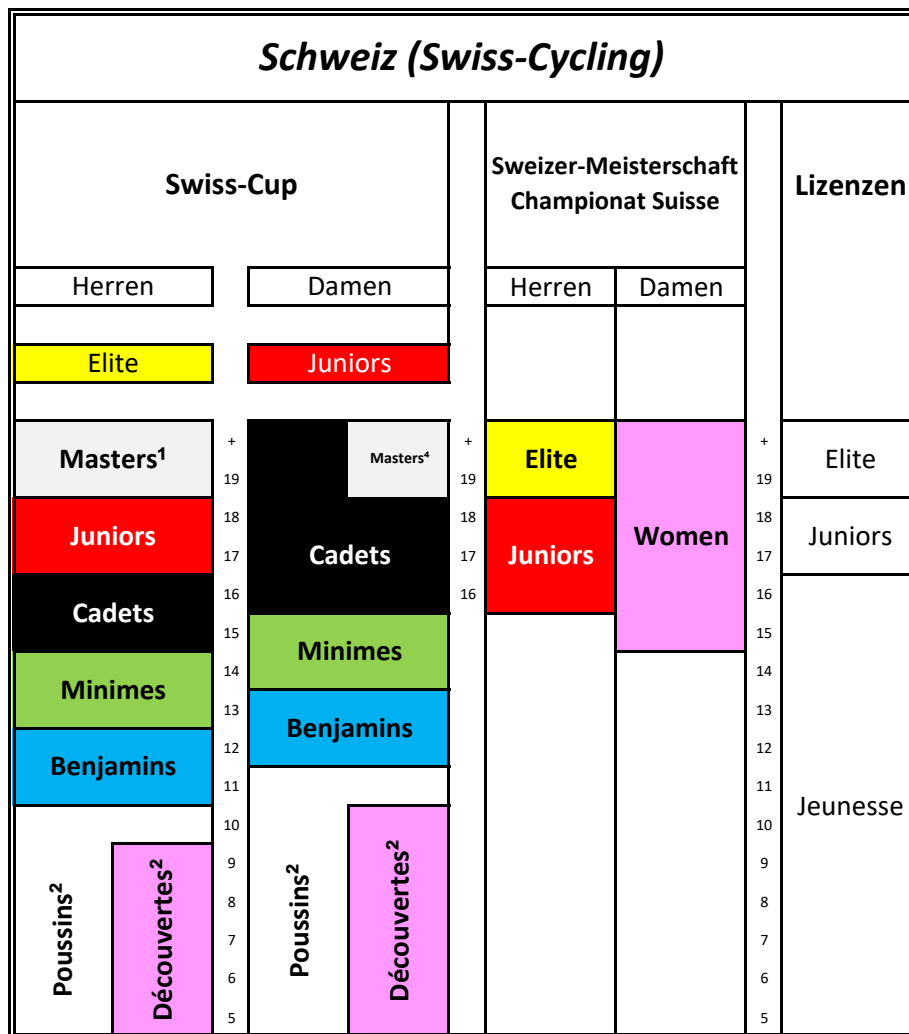 Schweiz (Swiss-Cycling)
Swiss-Cup
Sweizer-Meisterschaft
Championat Suisse
Lizenzen
Herren
Damen
Herren
Damen
Elite
Juniors
Masters¹
+
19
Masters⁴
+
19
Elite
Women
+
19
Elite
Juniors
18
17
Cadets
18
17
16
Juniors
18
17
Juniors
Cadets
16
15
Minimes
16
15
Minimes
14
13
Benjamins
14
13
Benjamins
12
11
12
11
Jeunesse
Poussins²
Découvertes²
10
9
8
7
6
5
Poussins²
Découvertes²
10
9
8
7
6
5